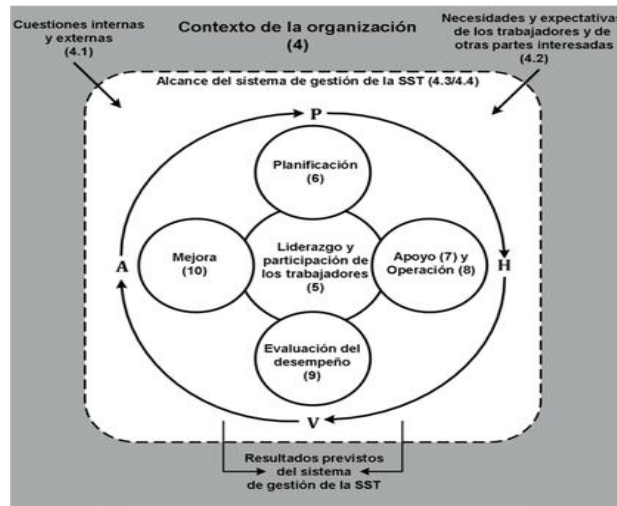 Cuestiones internas
y externas
(4.1)
Contexto de la organización
(4)
Necesidades y expectativas
de los trabajadores y de
otras partes interesadas
(4.2)
Alcance del sistema de gestión de la SST (4.3/4.4)
P
Planificación
(6)
A
Mejora
(10)
Liderazgo y
participación de
los trabajadores
(5)
Apoyo (7) y
Operación (8)
H
Evaluación del
desempeño
(9)
V
Resultados previstos
del sistema
de gestión de la SST